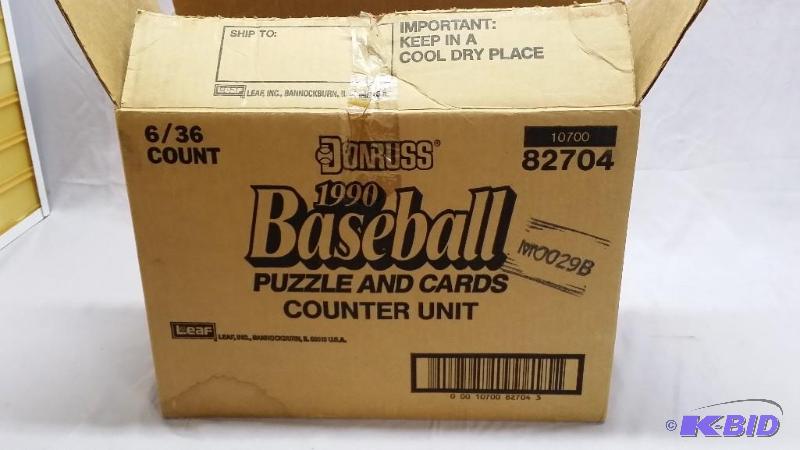 SHIP TO:
IMPORTANT:
KEEP IN A
COOL DRY PLACE
Leaf LEAF, INC., BANNOCKBURN, IL
6/36
COUNT
DONRUSS®
10700
82704
1990
Baseball
M0029B
PUZZLE AND CARDS
COUNTER UNIT
Leaf LEAF, INC., BANNOCKBURN, IL 60015 U.S.A.
0 00 10700 82704 3
© K-BID